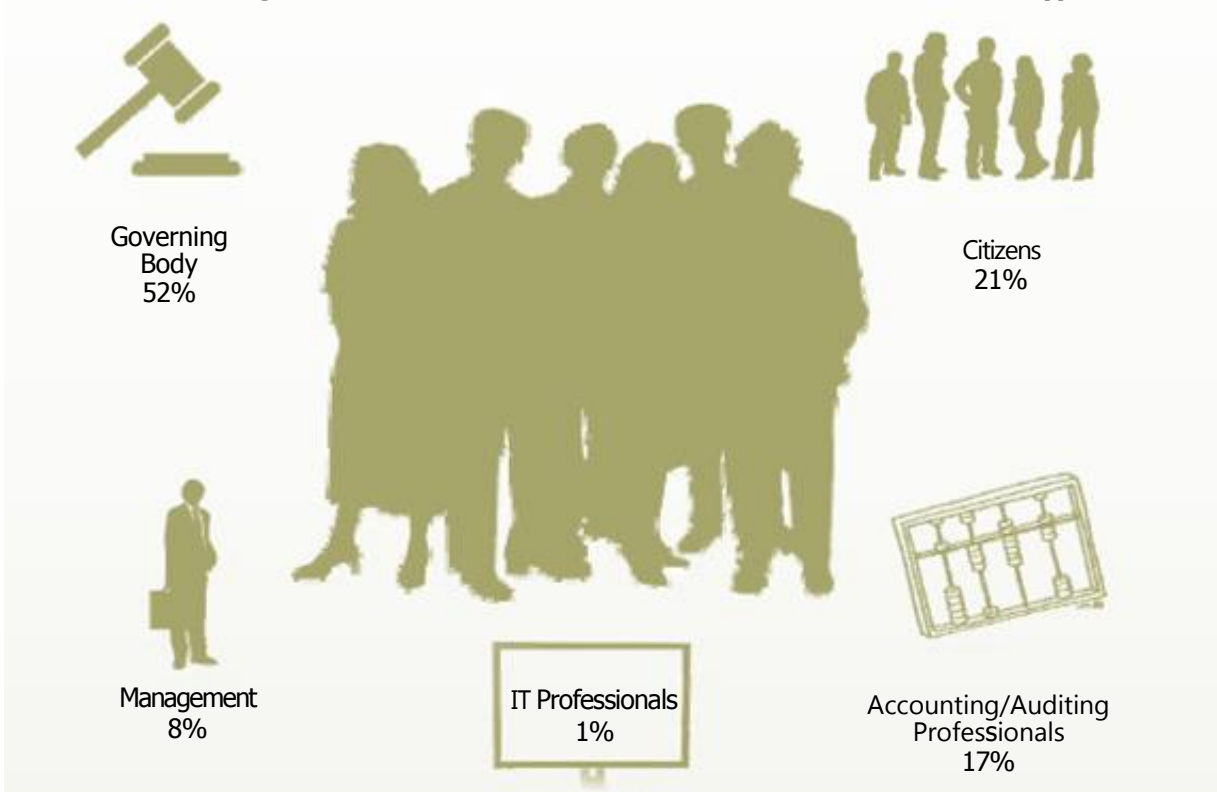 Governing
Body
52%
Citizens
21%
Management
8%
IT Professionals
1%
Accounting/Auditing
Professionals
17%